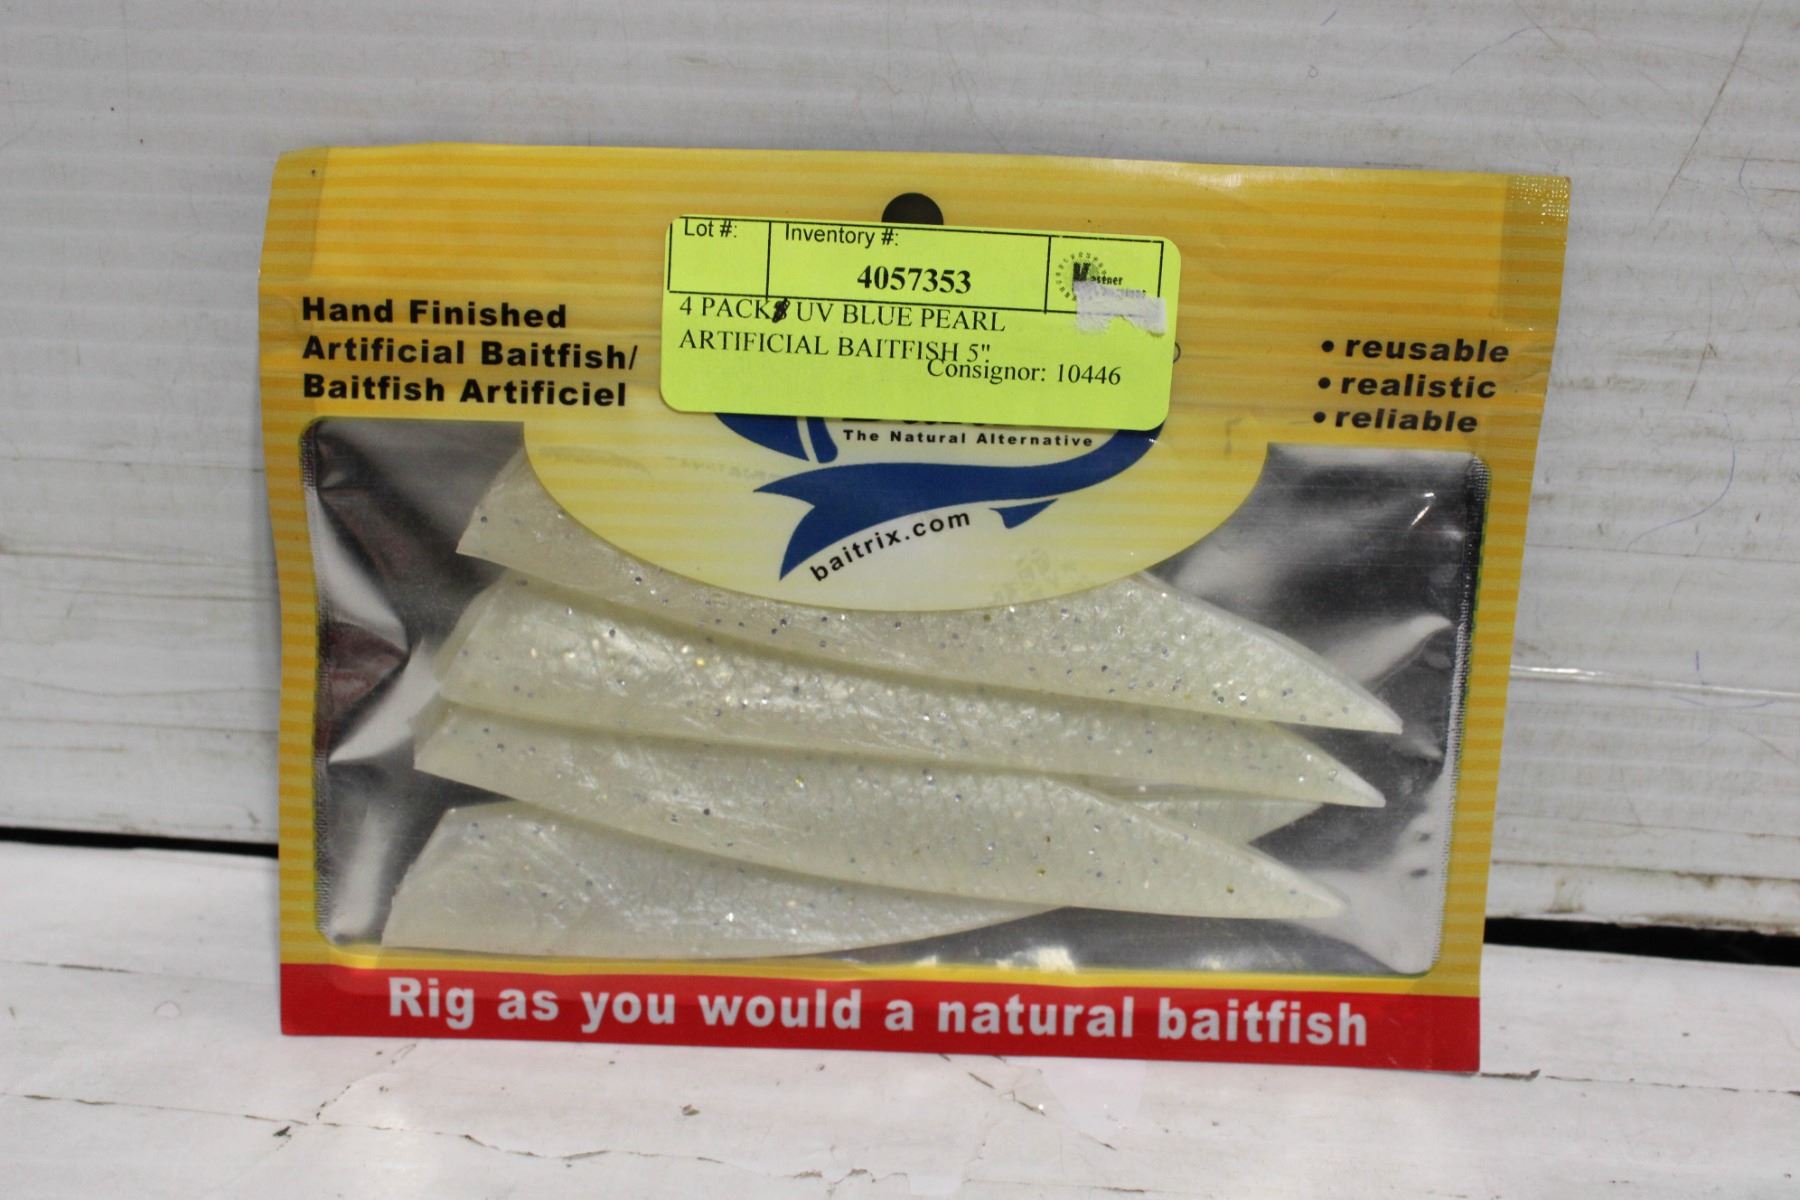 Lot #:
Inventory #:
4057353
4 PACK UV BLUE PEARL
ARTIFICIAL BAITFISH 5"
Consignor: 10446
Hand Finished
Artificial Baitfish/
Baitfish Artificiel
• reusable
• realistic
• reliable
The Natural Alternative
baitrix.com
Rig as you would a natural baitfish